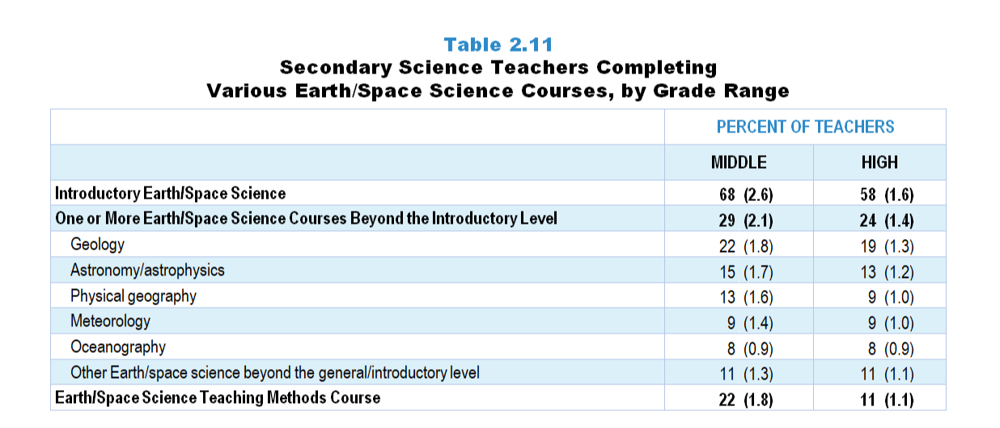 Table 2.11
Secondary Science Teachers Completing
Various Earth/Space Science Courses, by Grade Range
PERCENT OF TEACHERS
MIDDLE HIGH
Introductory Earth/Space Science 68 (2.6) 58 (1.6)
One or More Earth/Space Science Courses Beyond the Introductory Level 29 (2.1) 24 (1.4)
Geology 22 (1.8) 19 (1.3)
Astronomy/astrophysics 15 (1.7) 13 (1.2)
Physical geography 13 (1.6) 9 (1.0)
Meteorology 9 (1.4) 9 (1.0)
Oceanography 8 (0.9) 8 (0.9)
Other Earth/space science beyond the general/introductory level 11 (1.3) 11 (1.1)
Earth/Space Science Teaching Methods Course 22 (1.8) 11 (1.1)